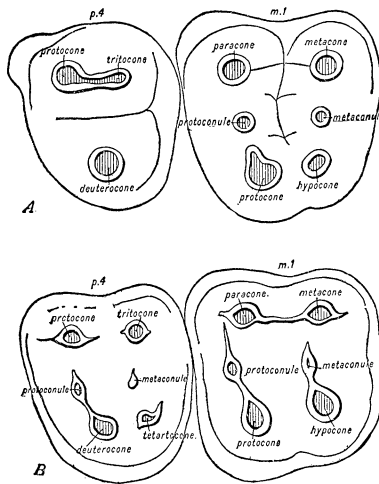 p.4 m.1
protocone tritocone paracone metacone
protoconule metaconule
deuterocone protocone hypocone
A.
p.4 m.1
protocone tritocone paracone. metacone
protoconule metaconule protoconule metaconule
deuterocone tetartocone. protocone hypocone
B